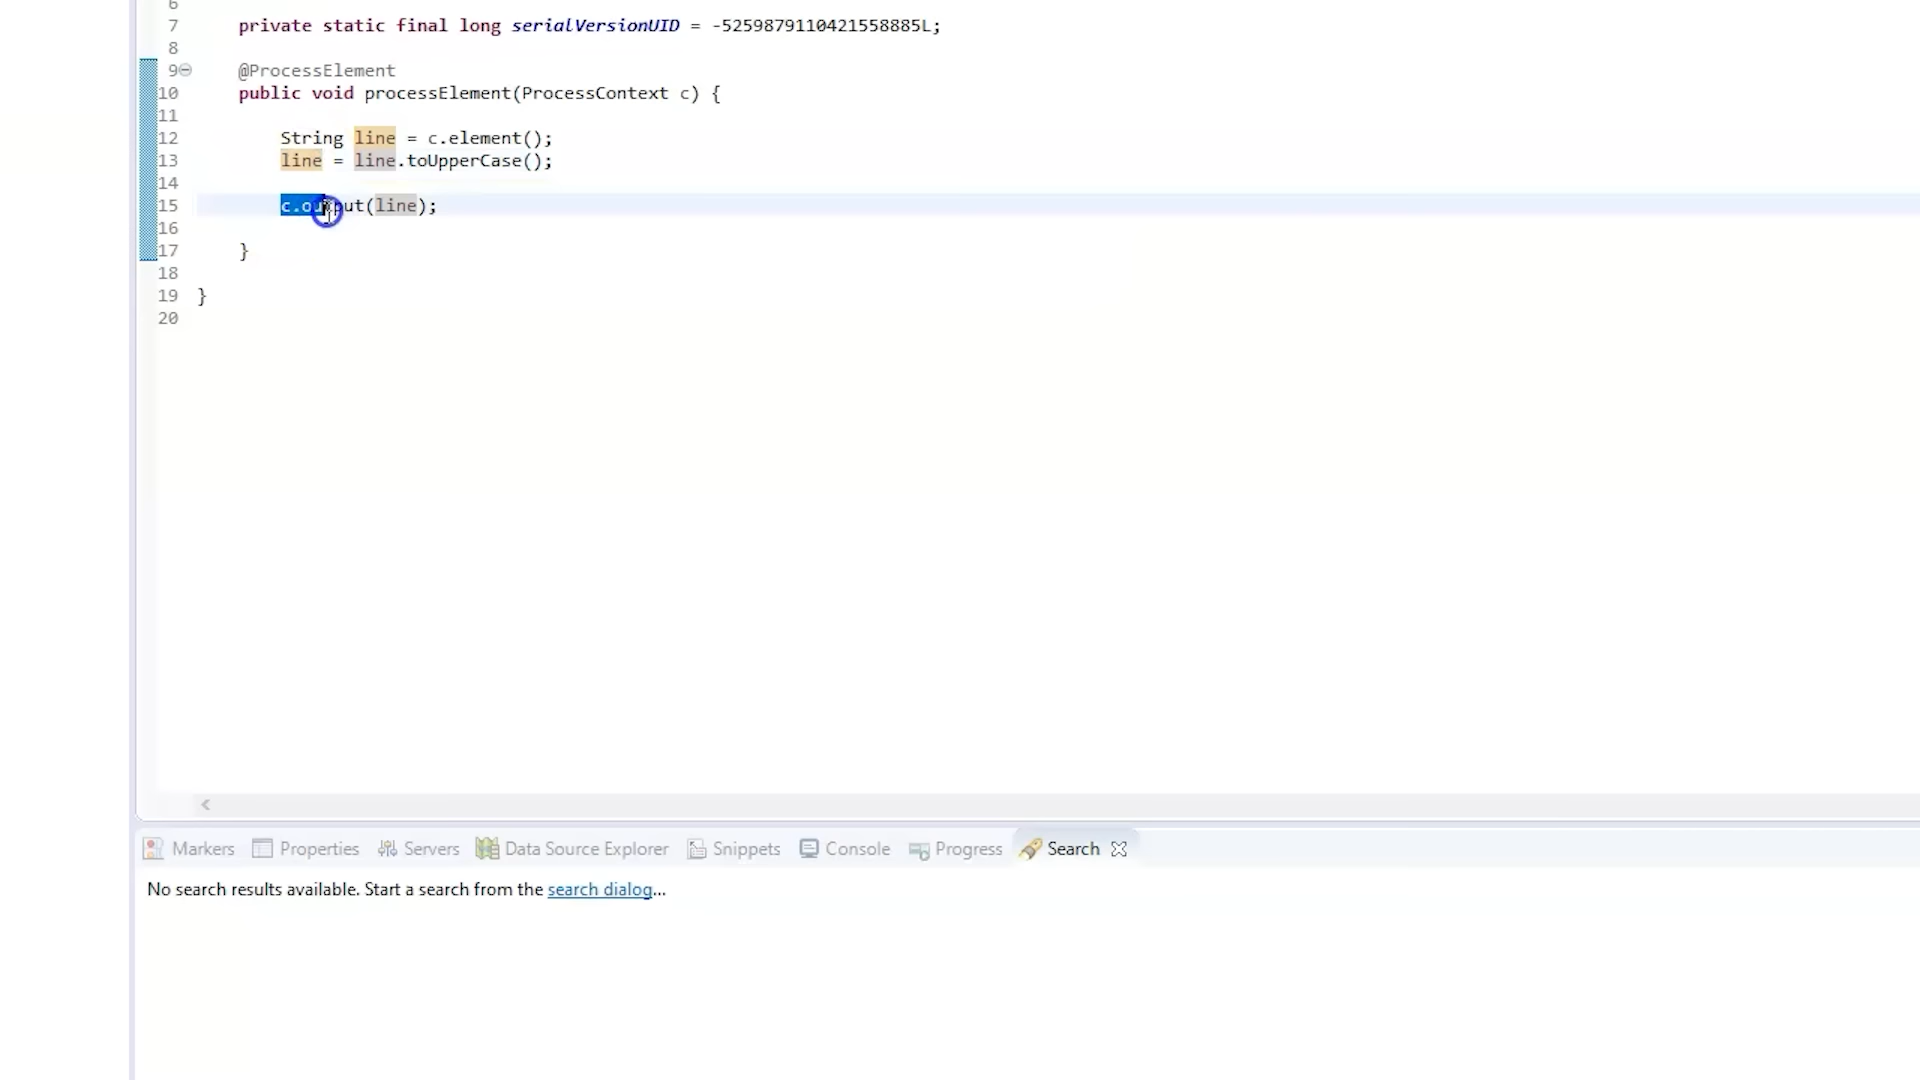 6
7 private static final long serialVersionUID = -5259879110421558885L;
8
9 @ProcessElement
10 public void processElement(ProcessContext c) {
11
12 String line = c.element();
13 line = line.toUpperCase();
14
15 c.output(line);
16
17 }
18
19 }
20
Markers Properties Servers Data Source Explorer Snippets Console Progress Search
No search results available. Start a search from the search dialog...